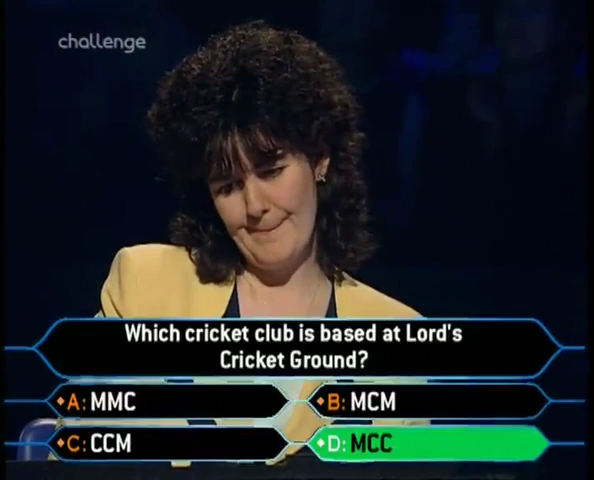 challenge
Which cricket club is based at Lord's
Cricket Ground?
A: MMC
B: MCM
C: CCM
D: MCC